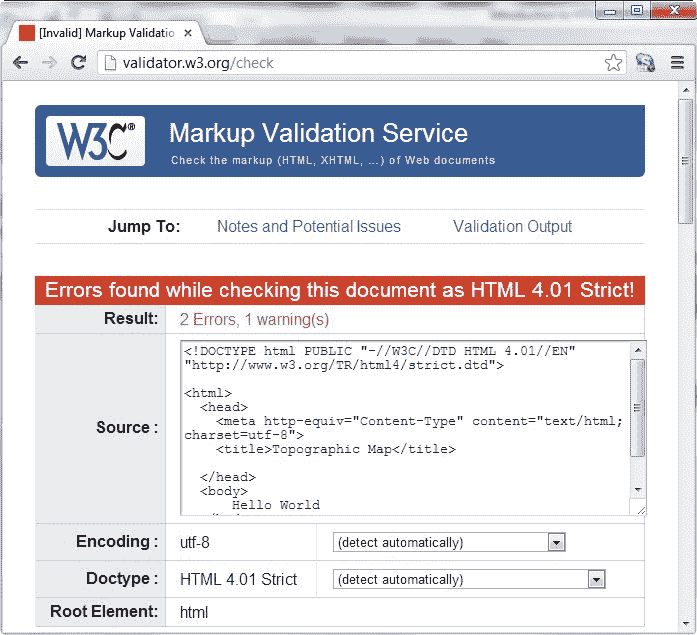 [Invalid] Markup Validatio
validator.w3.org/check
W3C®
Markup Validation Service
Check the markup (HTML, XHTML, …) of Web documents
Jump To: Notes and Potential Issues Validation Output
Errors found while checking this document as HTML 4.01 Strict!
Result: 2 Errors, 1 warning(s)
Source :
<!DOCTYPE html PUBLIC "-//W3C//DTD HTML 4.01//EN"
"http://www.w3.org/TR/html4/strict.dtd">
<html>
<head>
<meta http-equiv="Content-Type" content="text/html;
charset=utf-8">
<title>Topographic Map</title>
</head>
<body>
Hello World
Encoding : utf-8 (detect automatically)
Doctype : HTML 4.01 Strict (detect automatically)
Root Element: html